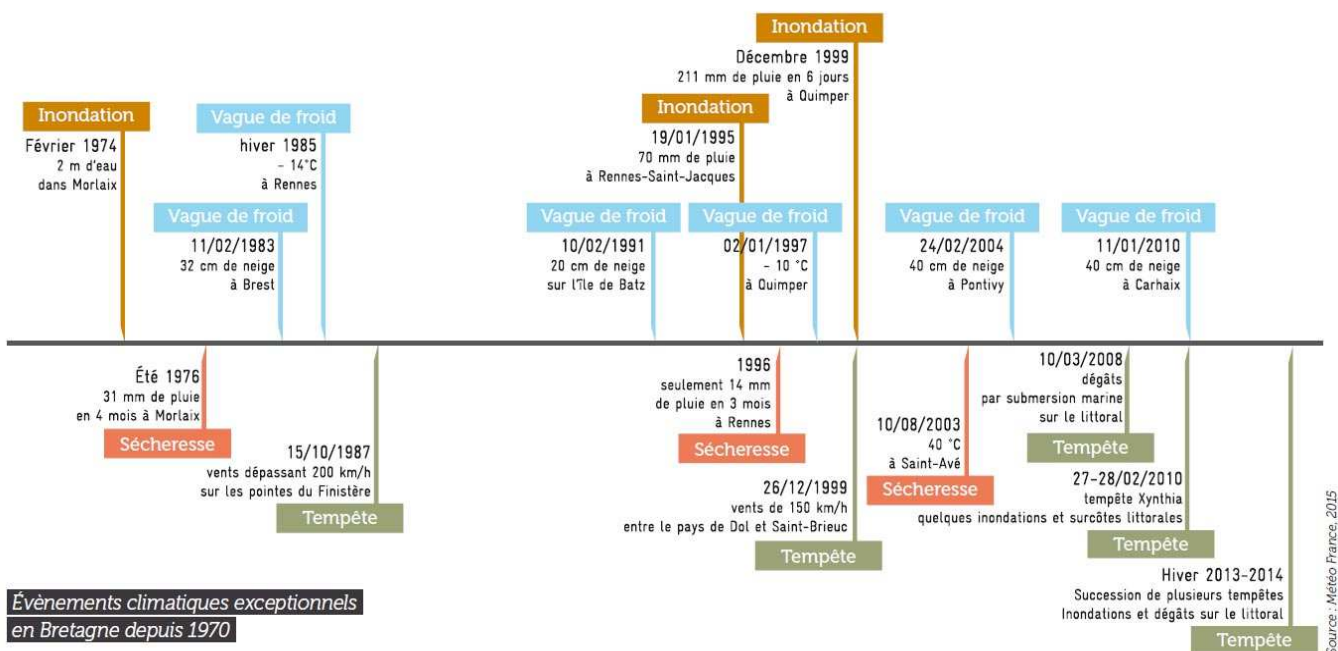 Inondation
Décembre 1999
211 mm de pluie en 6 jours
à Quimper
Inondation
Février 1974
2 m d'eau
dans Morlaix
Vague de froid
hiver 1985
- 14°C
à Rennes
Inondation
19/01/1995
70 mm de pluie
à Rennes-Saint-Jacques
Vague de froid
11/02/1983
32 cm de neige
à Brest
Vague de froid
10/02/1991
20 cm de neige
sur l'île de Batz
Vague de froid
02/01/1997
- 10 °C
à Quimper
Vague de froid
24/02/2004
40 cm de neige
à Pontivy
Vague de froid
11/01/2010
40 cm de neige
à Carhaix
Été 1976
31 mm de pluie
en 4 mois à Morlaix
Sécheresse
15/10/1987
vents dépassant 200 km/h
sur les pointes du Finistère
Tempête
1996
seulement 14 mm
de pluie en 3 mois
à Rennes
Sécheresse
26/12/1999
vents de 150 km/h
entre le pays de Dol et Saint-Brieuc
Tempête
10/08/2003
40 °C
à Saint-Avé
Sécheresse
10/03/2008
dégâts
par submersion marine
sur le littoral
Tempête
27-28/02/2010
tempête Xynthia
quelques inondations et surcôtes littorales
Tempête
Hiver 2013-2014
Succession de plusieurs tempêtes
Inondations et dégâts sur le littoral
Tempête
Évènements climatiques exceptionnels
en Bretagne depuis 1970
Source : Météo France, 2015